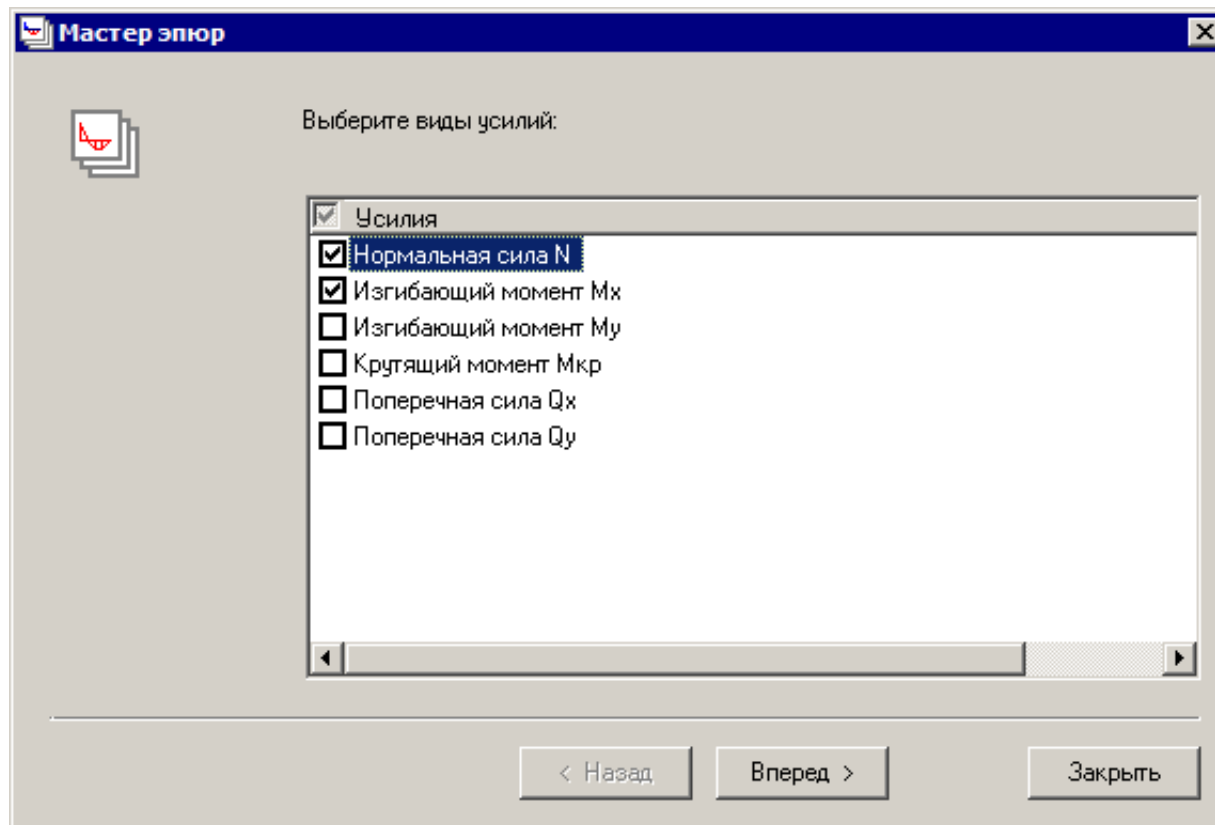 Мастер эпюр
Выберите виды усилий:
Усилия
Нормальная сила N
Изгибающий момент Mx
Изгибающий момент My
Крутящий момент Мкр
Поперечная сила Qx
Поперечная сила Qy
< Назад
Вперед >
Закрыть